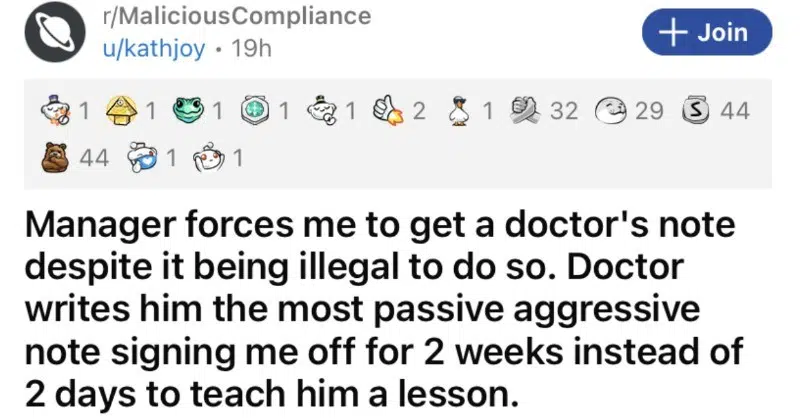 r/MaliciousCompliance
u/kathjoy • 19h
+ Join
1 1 1 1 1 2 1 32 29 S 44
44 1 1
Manager forces me to get a doctor's note
despite it being illegal to do so. Doctor
writes him the most passive aggressive
note signing me off for 2 weeks instead of
2 days to teach him a lesson.